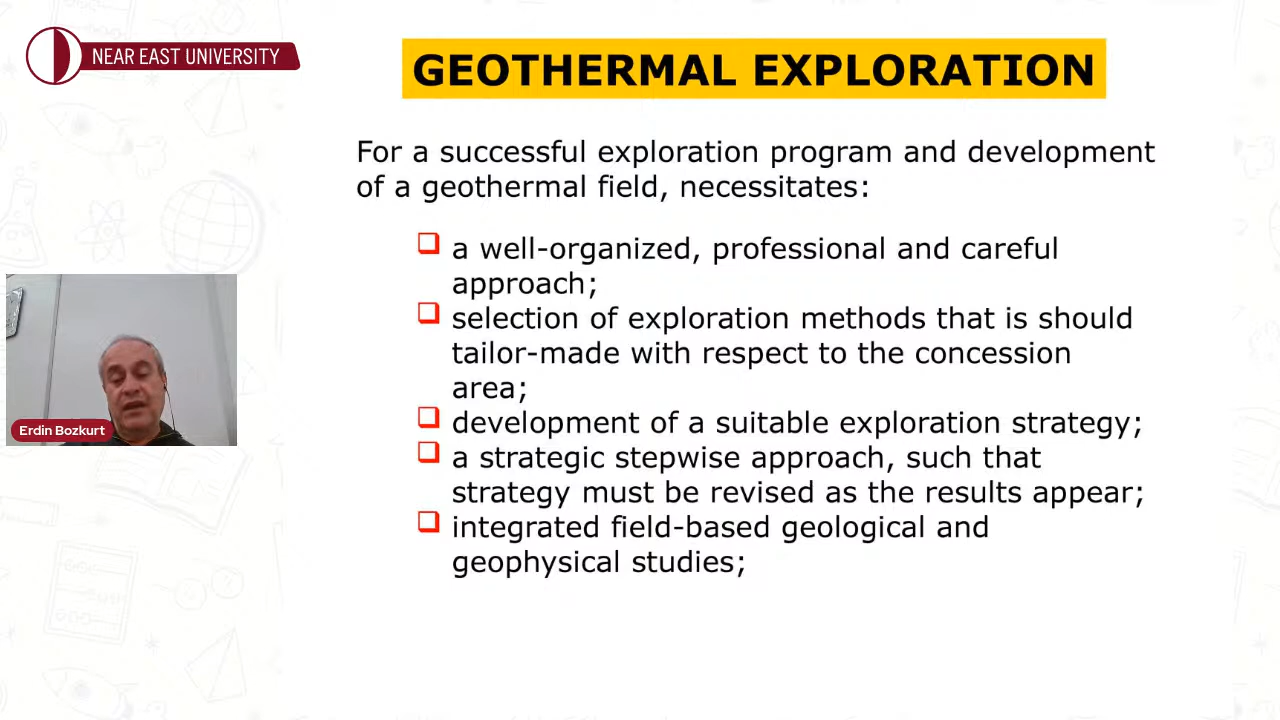 NEAR EAST UNIVERSITY
GEOTHERMAL EXPLORATION
For a successful exploration program and development
of a geothermal field, necessitates:
a well-organized, professional and careful
approach;
selection of exploration methods that is should
tailor-made with respect to the concession
area;
development of a suitable exploration strategy;
a strategic stepwise approach, such that
strategy must be revised as the results appear;
integrated field-based geological and
geophysical studies;
Erdin Bozkurt